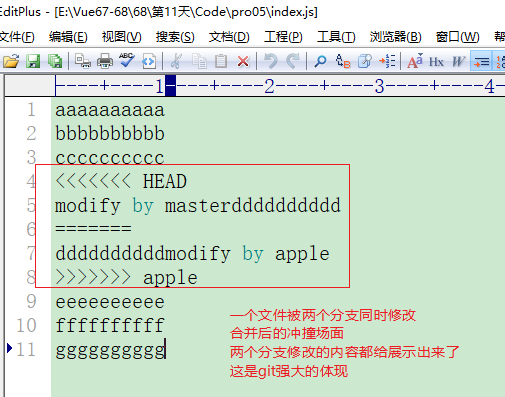 EditPlus - [E:\Vue67-68\68\第11天\Code\pro05\index.js]
文件(F) 编辑(E) 视图(V) 搜索(S) 文档(D) 工程(P) 工具(T) 浏览器(B) 窗口(W) 帮
----+----1----+----2----+----3----+----4
1 aaaaaaaaaa
2 bbbbbbbbbb
3 cccccccccc
4 <<<<<<< HEAD
5 modify by masterdddddddddd
6 =======
7 ddddddddddmodify by apple
8 >>>>>>> apple
9 eeeeeeeeee
10 ffffffffff
11 gggggggggg
一个文件被两个分支同时修改
合并后的冲撞场面
两个分支修改的内容都给展示出来了
这是git强大的体现